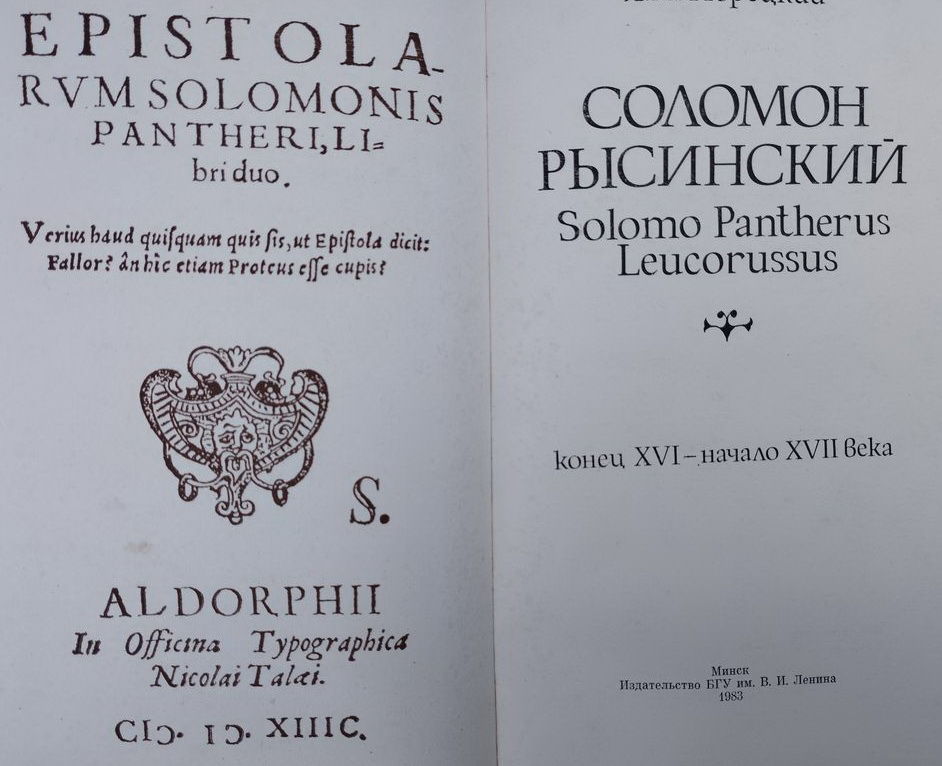 EPISTOLA-
RVM SOLOMONIS
PANTHERI, LI=
bri duo.
Verius haud quiſquam quis ſis, ut Epiſtola dicit:
Fallor? ân hîc etiam Proteus eſſe cupis?
S.
ALDORPHII
In Officina Typographica
Nicolai Talæi.
CIↃ. IↃ. XIIIC.
СОЛОМОН
РЫСИНСКИЙ
Solomo Pantherus
Leucorussus
конец XVI – начало XVII века
Минск
Издательство БГУ им. В. И. Ленина
1983